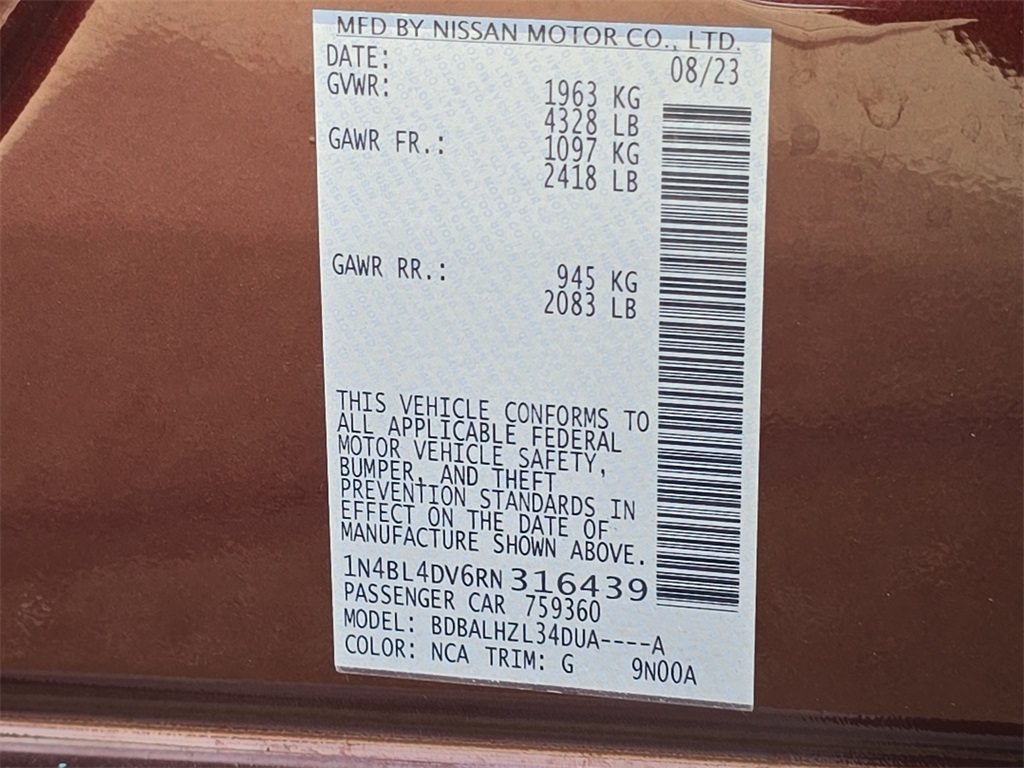 MFD BY NISSAN MOTOR CO., LTD.
DATE: 08/23
GVWR: 1963 KG
4328 LB
GAWR FR.: 1097 KG
2418 LB
GAWR RR.: 945 KG
2083 LB
THIS VEHICLE CONFORMS TO
ALL APPLICABLE FEDERAL
MOTOR VEHICLE SAFETY,
BUMPER, AND THEFT
PREVENTION STANDARDS IN
EFFECT ON THE DATE OF
MANUFACTURE SHOWN ABOVE.
1N4BL4DV6RN316439
PASSENGER CAR 759360
MODEL: BDBALHZL34DUA----A
COLOR: NCA TRIM: G 9N00A